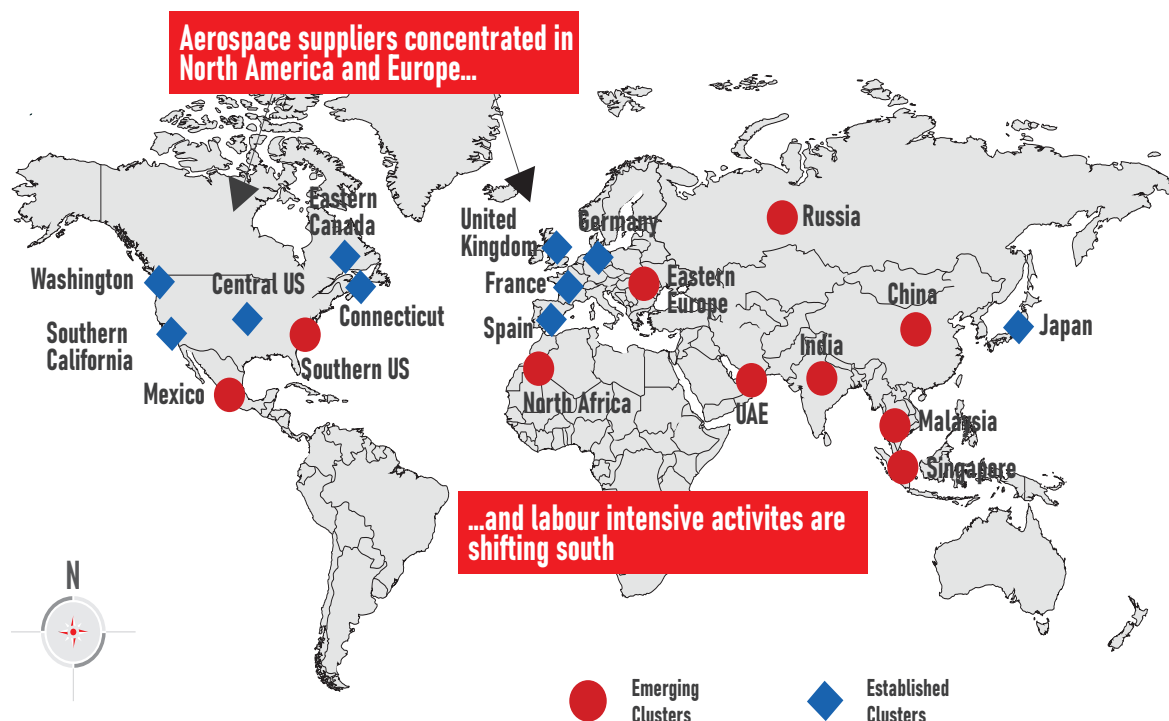 Aerospace suppliers concentrated in
North America and Europe...
Eastern
Canada
Washington
Central US
Connecticut
Southern
California
Southern US
Mexico
United
Kingdom
Germany
France
Eastern
Europe
Spain
North Africa
Russia
China
Japan
India
UAE
Malaysia
Singapore
...and labour intensive activites are
shifting south
N
Emerging
Clusters
Established
Clusters